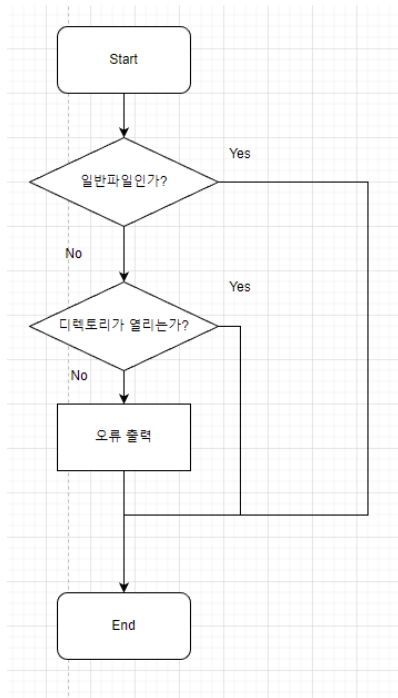 Start
Yes
일반파일인가?
No
Yes
디렉토리가 열리는가?
No
오류 출력
End